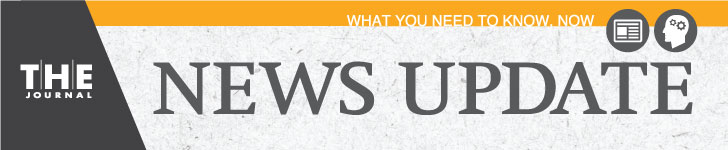 WHAT YOU NEED TO KNOW, NOW
THE
JOURNAL
NEWS UPDATE